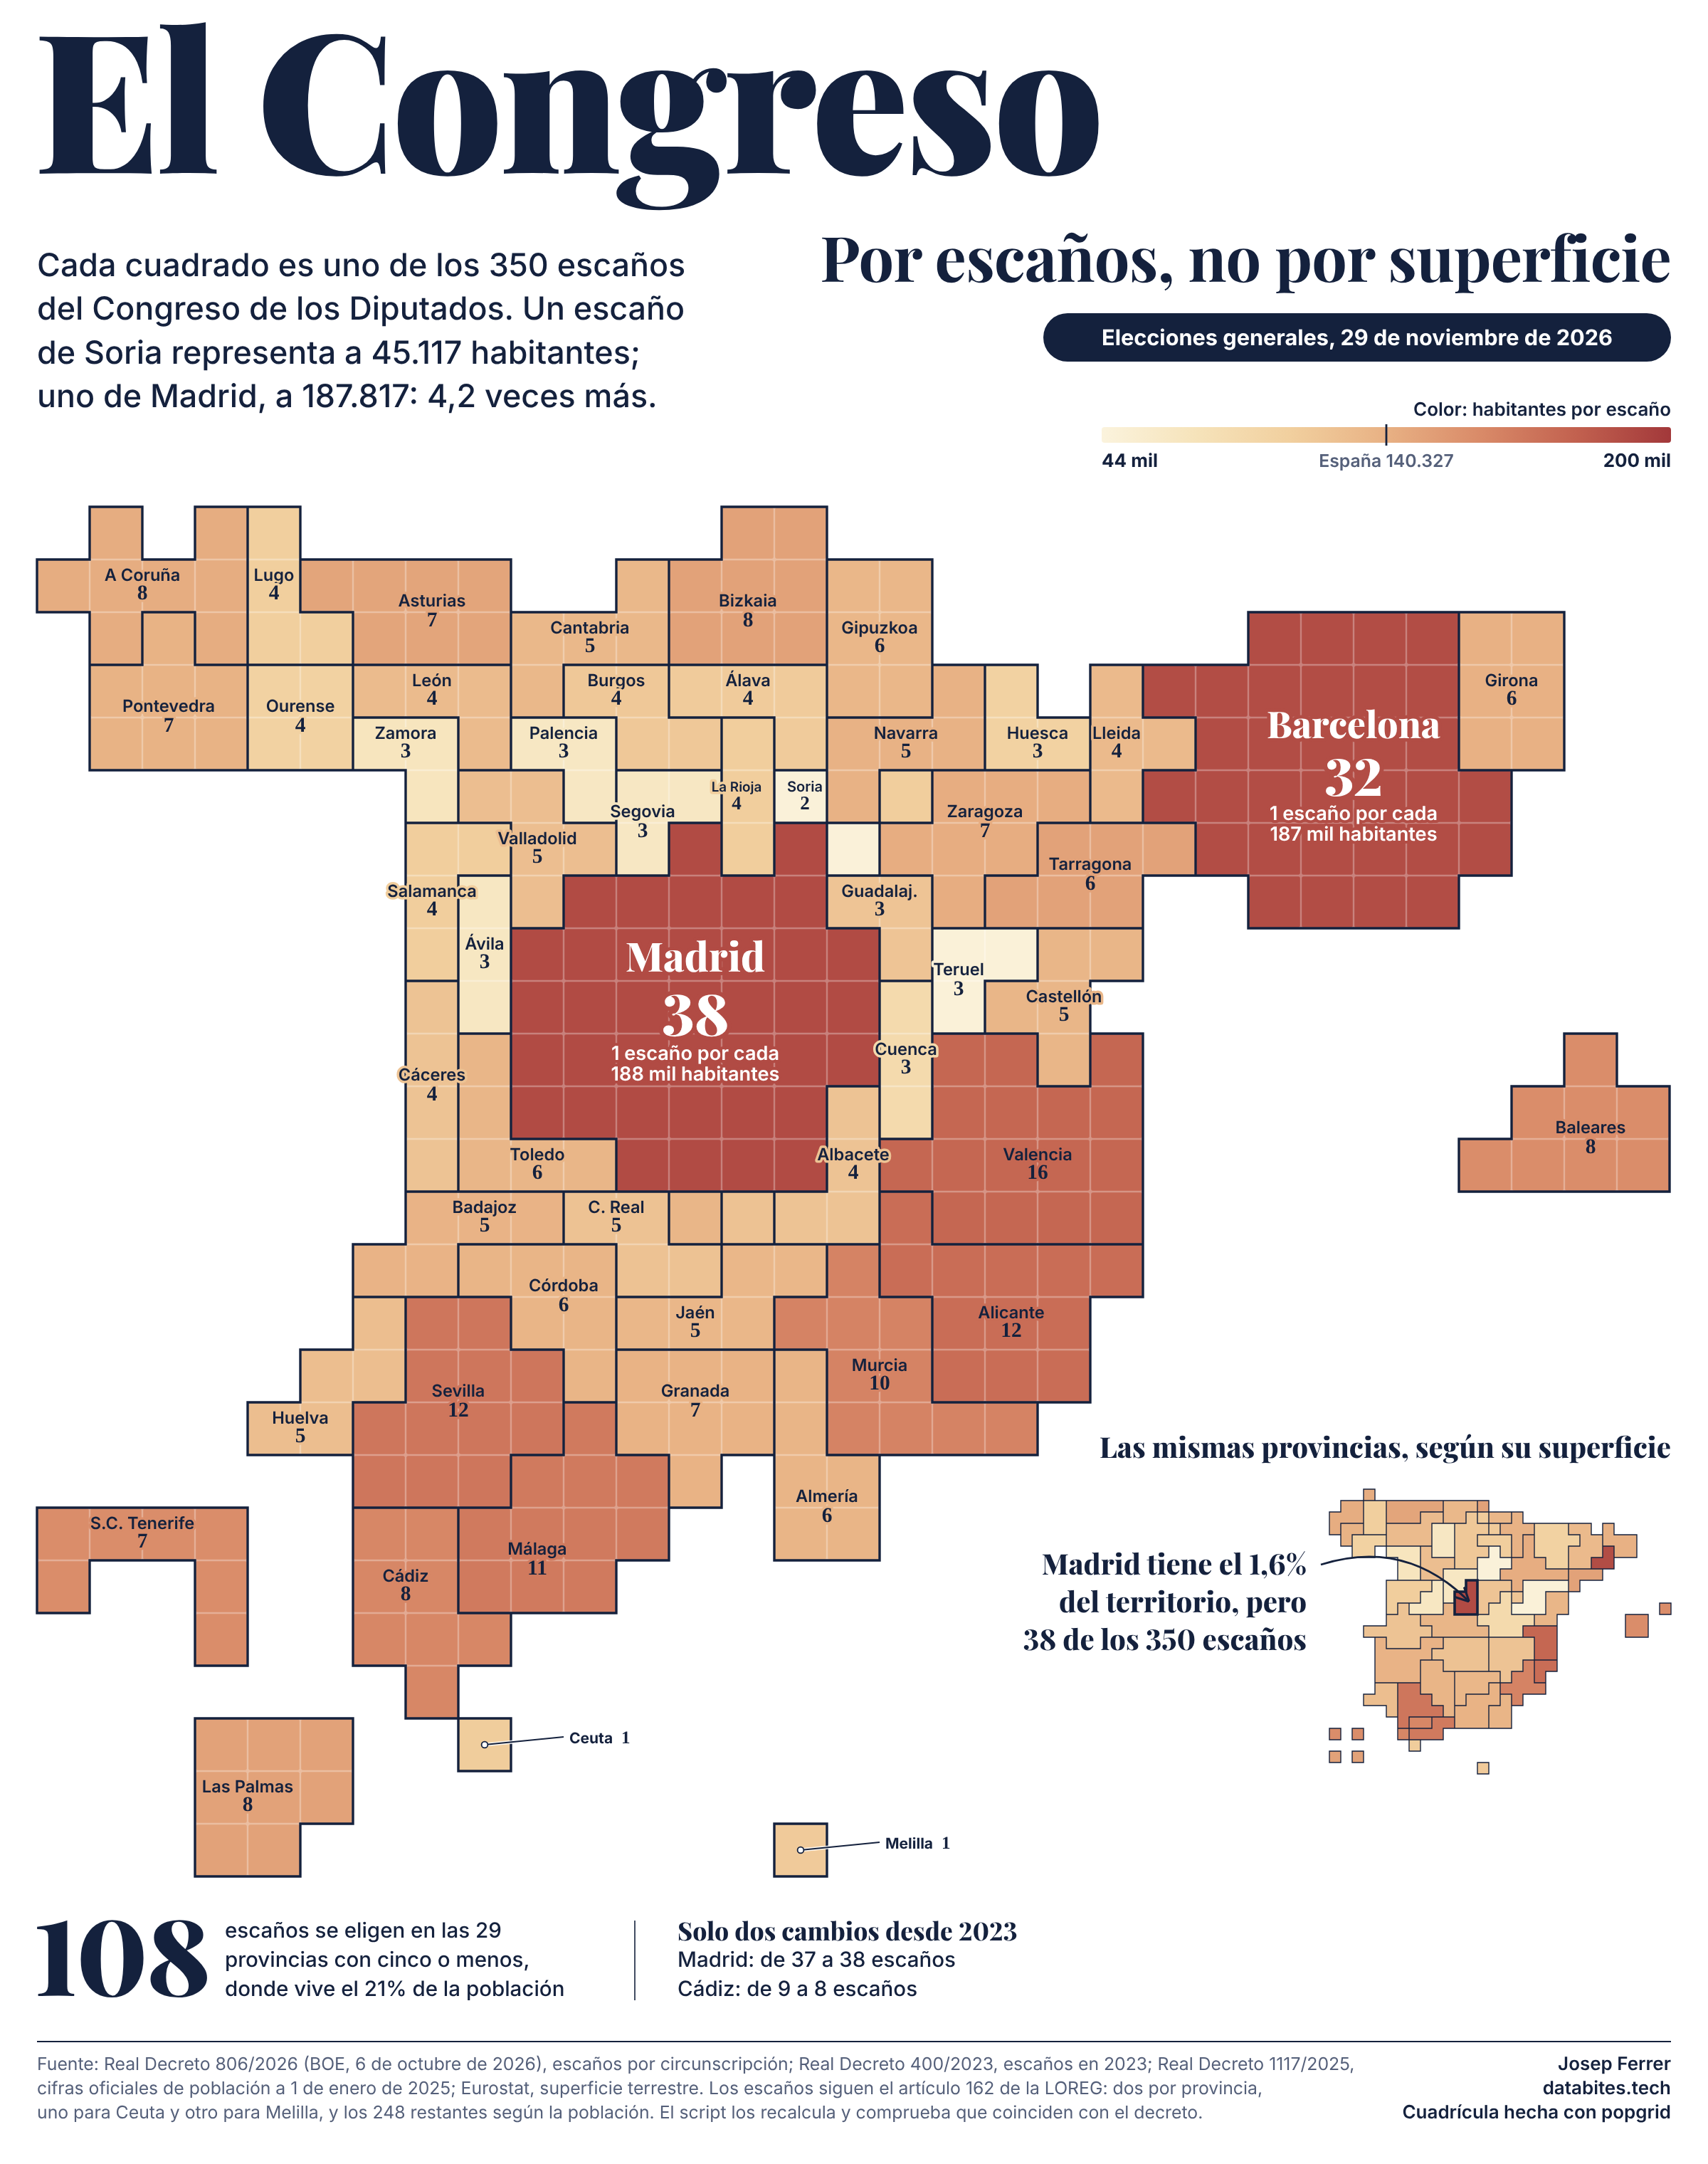 El Congreso
Por escaños, no por superficie
Cada cuadrado es uno de los 350 escaños
del Congreso de los Diputados. Un escaño
de Soria representa a 45.117 habitantes;
uno de Madrid, a 187.817: 4,2 veces más.
Elecciones generales, 29 de noviembre de 2026
Color: habitantes por escaño
44 mil
España 140.327
200 mil
A Coruña
8
Lugo
4
Asturias
7
Cantabria
5
Bizkaia
8
Gipuzkoa
6
Pontevedra
7
Ourense
4
León
4
Burgos
4
Álava
4
Girona
6
Zamora
3
Palencia
3
Navarra
5
Huesca
3
Lleida
4
Barcelona
32
1 escaño por cada
187 mil habitantes
La Rioja
4
Soria
2
Segovia
3
Zaragoza
7
Valladolid
5
Tarragona
6
Salamanca
4
Guadalaj.
3
Ávila
3
Madrid
38
1 escaño por cada
188 mil habitantes
Teruel
3
Castellón
5
Cuenca
3
Cáceres
4
Baleares
8
Toledo
6
Albacete
4
Valencia
16
Badajoz
5
C. Real
5
Córdoba
6
Jaén
5
Alicante
12
Murcia
10
Sevilla
12
Granada
7
Huelva
5
Almería
6
S.C. Tenerife
7
Málaga
11
Cádiz
8
Ceuta 1
Las Palmas
8
Melilla 1
Las mismas provincias, según su superficie
Madrid tiene el 1,6%
del territorio, pero
38 de los 350 escaños
108
escaños se eligen en las 29
provincias con cinco o menos,
donde vive el 21% de la población
Solo dos cambios desde 2023
Madrid: de 37 a 38 escaños
Cádiz: de 9 a 8 escaños
Fuente: Real Decreto 806/2026 (BOE, 6 de octubre de 2026), escaños por circunscripción; Real Decreto 400/2023, escaños en 2023; Real Decreto 1117/2025,
cifras oficiales de población a 1 de enero de 2025; Eurostat, superficie terrestre. Los escaños siguen el artículo 162 de la LOREG: dos por provincia,
uno para Ceuta y otro para Melilla, y los 248 restantes según la población. El script los recalcula y comprueba que coinciden con el decreto.
Josep Ferrer
databites.tech
Cuadrícula hecha con popgrid